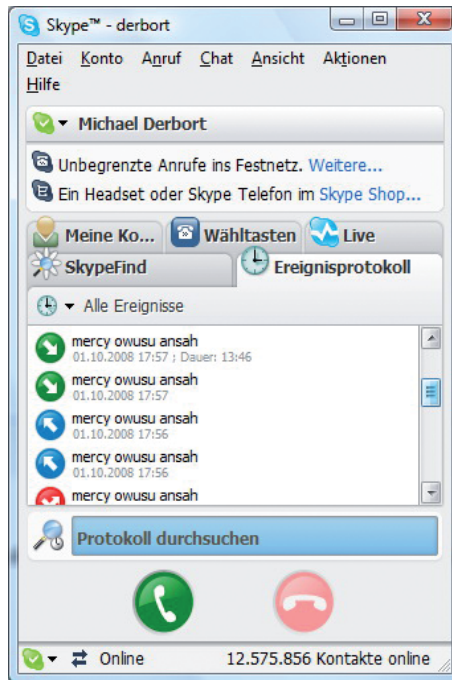 Skype™ - derbort
Datei Konto Anruf Chat Ansicht Aktionen
Hilfe
Michael Derbort
Unbegrenzte Anrufe ins Festnetz. Weitere...
Ein Headset oder Skype Telefon im Skype Shop...
Meine Ko... Wähltasten Live
SkypeFind Ereignisprotokoll
Alle Ereignisse
mercy owusu ansah
01.10.2008 17:57 ; Dauer: 13:46
mercy owusu ansah
01.10.2008 17:57
mercy owusu ansah
01.10.2008 17:56
mercy owusu ansah
01.10.2008 17:56
mercy owusu ansah
Protokoll durchsuchen
Online 12.575.856 Kontakte online